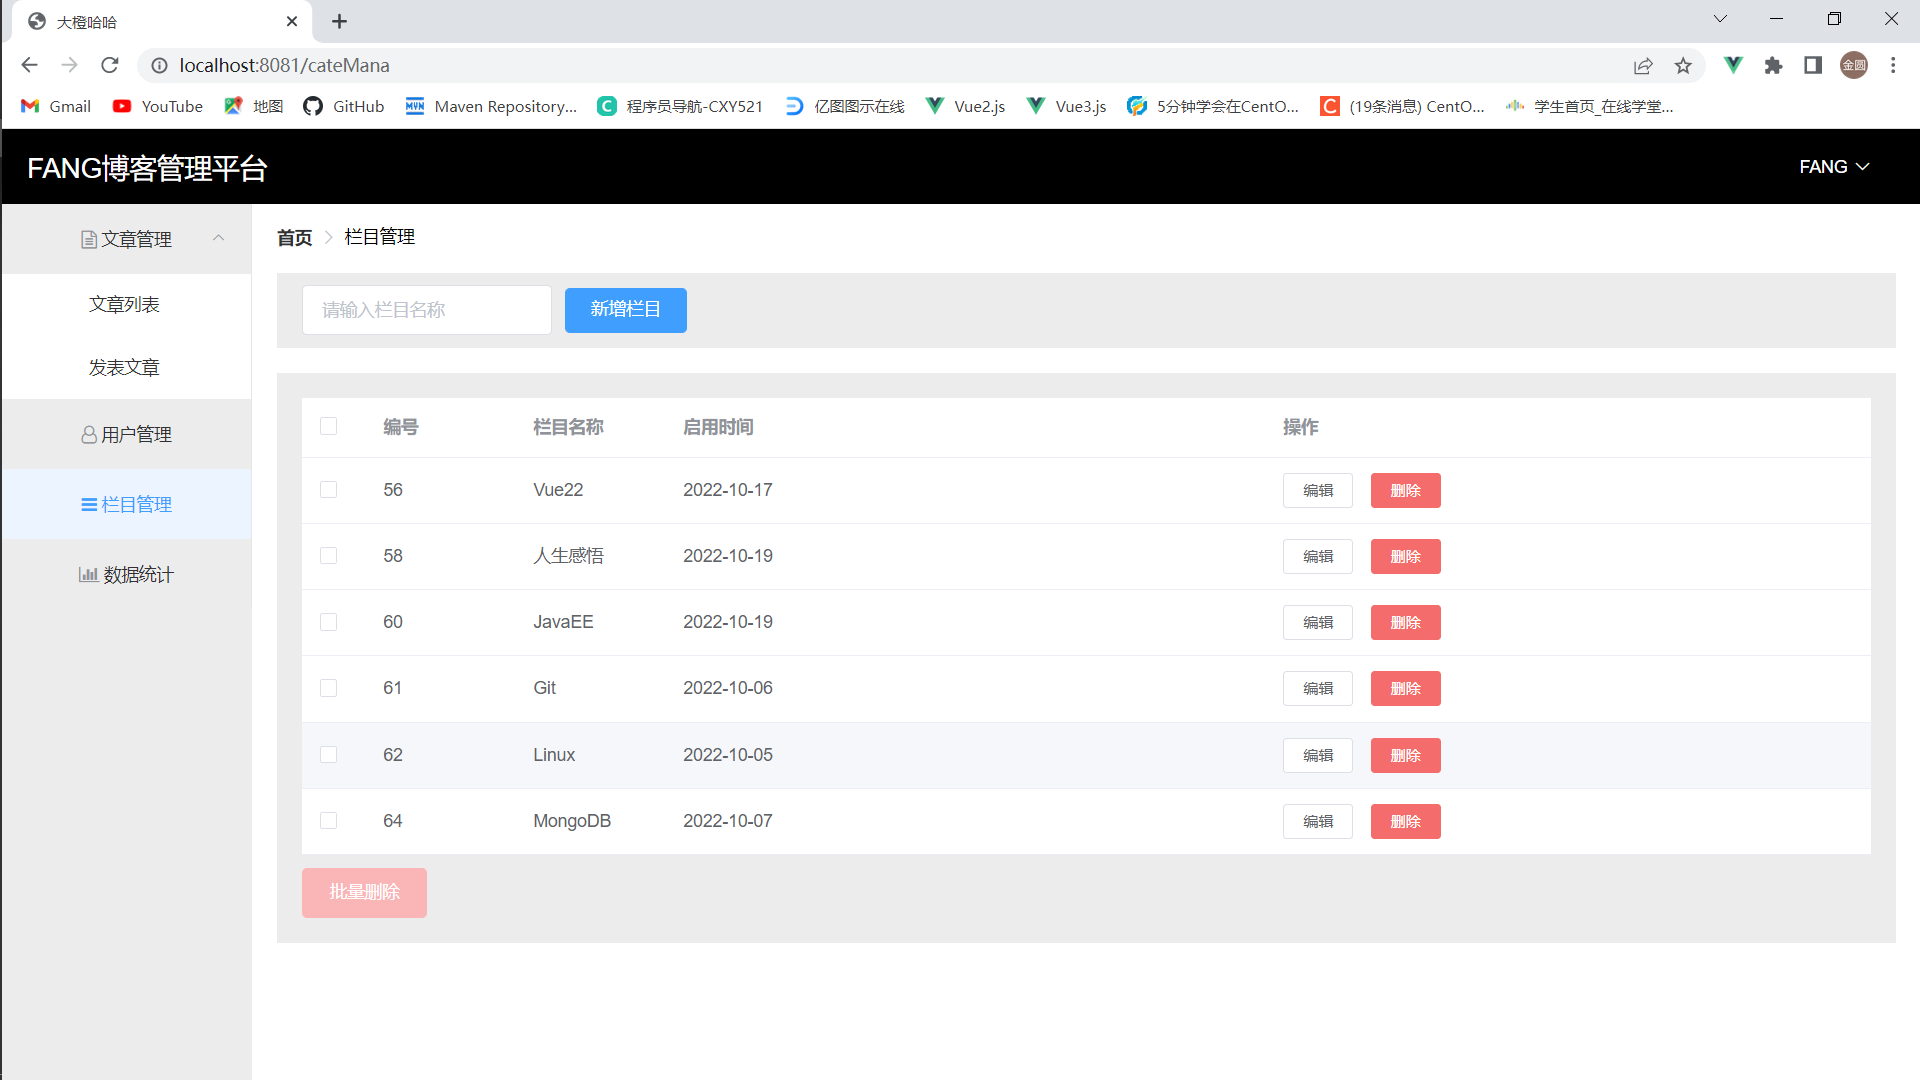 大橙哈哈
localhost:8081/cateMana
金圆
Gmail YouTube 地图 GitHub Maven Repository... 程序员导航-CXY521 亿图图示在线 Vue2.js Vue3.js 5分钟学会在CentO... (19条消息) CentO... 学生首页_在线学堂...
FANG博客管理平台 FANG
文章管理
文章列表
发表文章
用户管理
栏目管理
数据统计
首页 栏目管理
请输入栏目名称 新增栏目
编号 栏目名称 启用时间 操作
56 Vue22 2022-10-17 编辑 删除
58 人生感悟 2022-10-19 编辑 删除
60 JavaEE 2022-10-19 编辑 删除
61 Git 2022-10-06 编辑 删除
62 Linux 2022-10-05 编辑 删除
64 MongoDB 2022-10-07 编辑 删除
批量删除